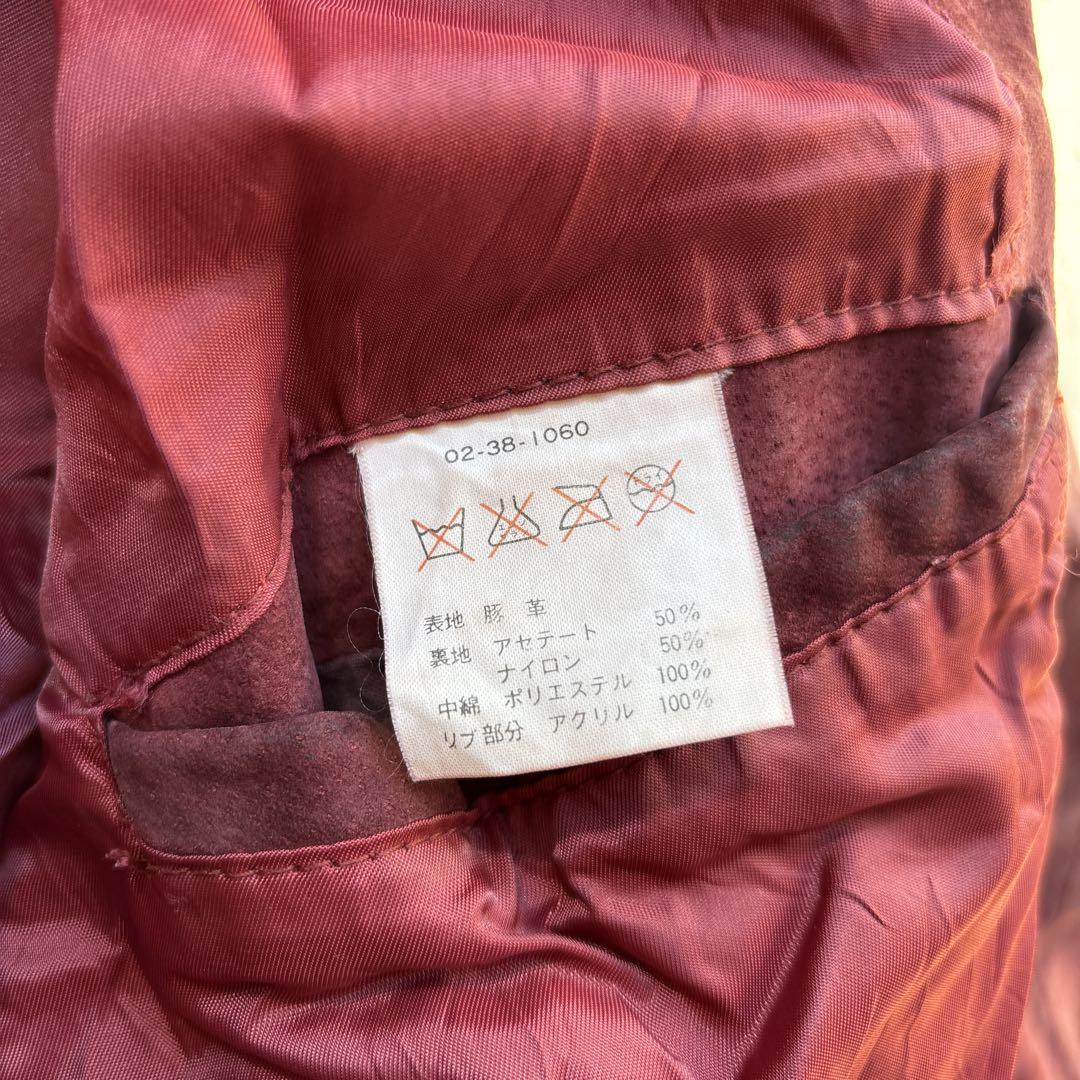 02-38-1060
表地 豚 革
裏地 アセテート 50%
ナイロン 50%
中綿 ポリエステル 100%
リブ部分 アクリル 100%